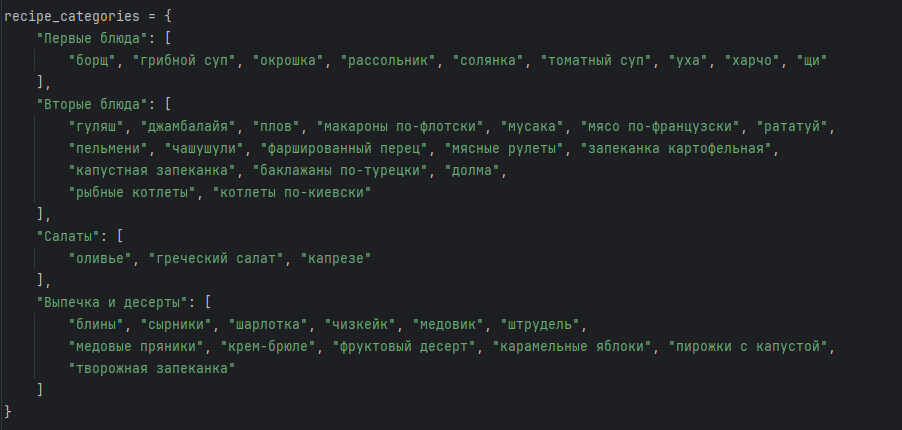 recipe_categories = {
"Первые блюда": [
"борщ", "грибной суп", "окрошка", "рассольник", "солянка", "томатный суп", "уха", "харчо", "щи"
],
"Вторые блюда": [
"гуляш", "джамбалайя", "плов", "макароны по-флотски", "мусака", "мясо по-французски", "рататуй",
"пельмени", "чашушули", "фаршированный перец", "мясные рулеты", "запеканка картофельная",
"капустная запеканка", "баклажаны по-турецки", "долма",
"рыбные котлеты", "котлеты по-киевски"
],
"Салаты": [
"оливье", "греческий салат", "капрезе"
],
"Выпечка и десерты": [
"блины", "сырники", "шарлотка", "чизкейк", "медовик", "штрудель",
"медовые пряники", "крем-брюле", "фруктовый десерт", "карамельные яблоки", "пирожки с капустой",
"творожная запеканка"
]
}